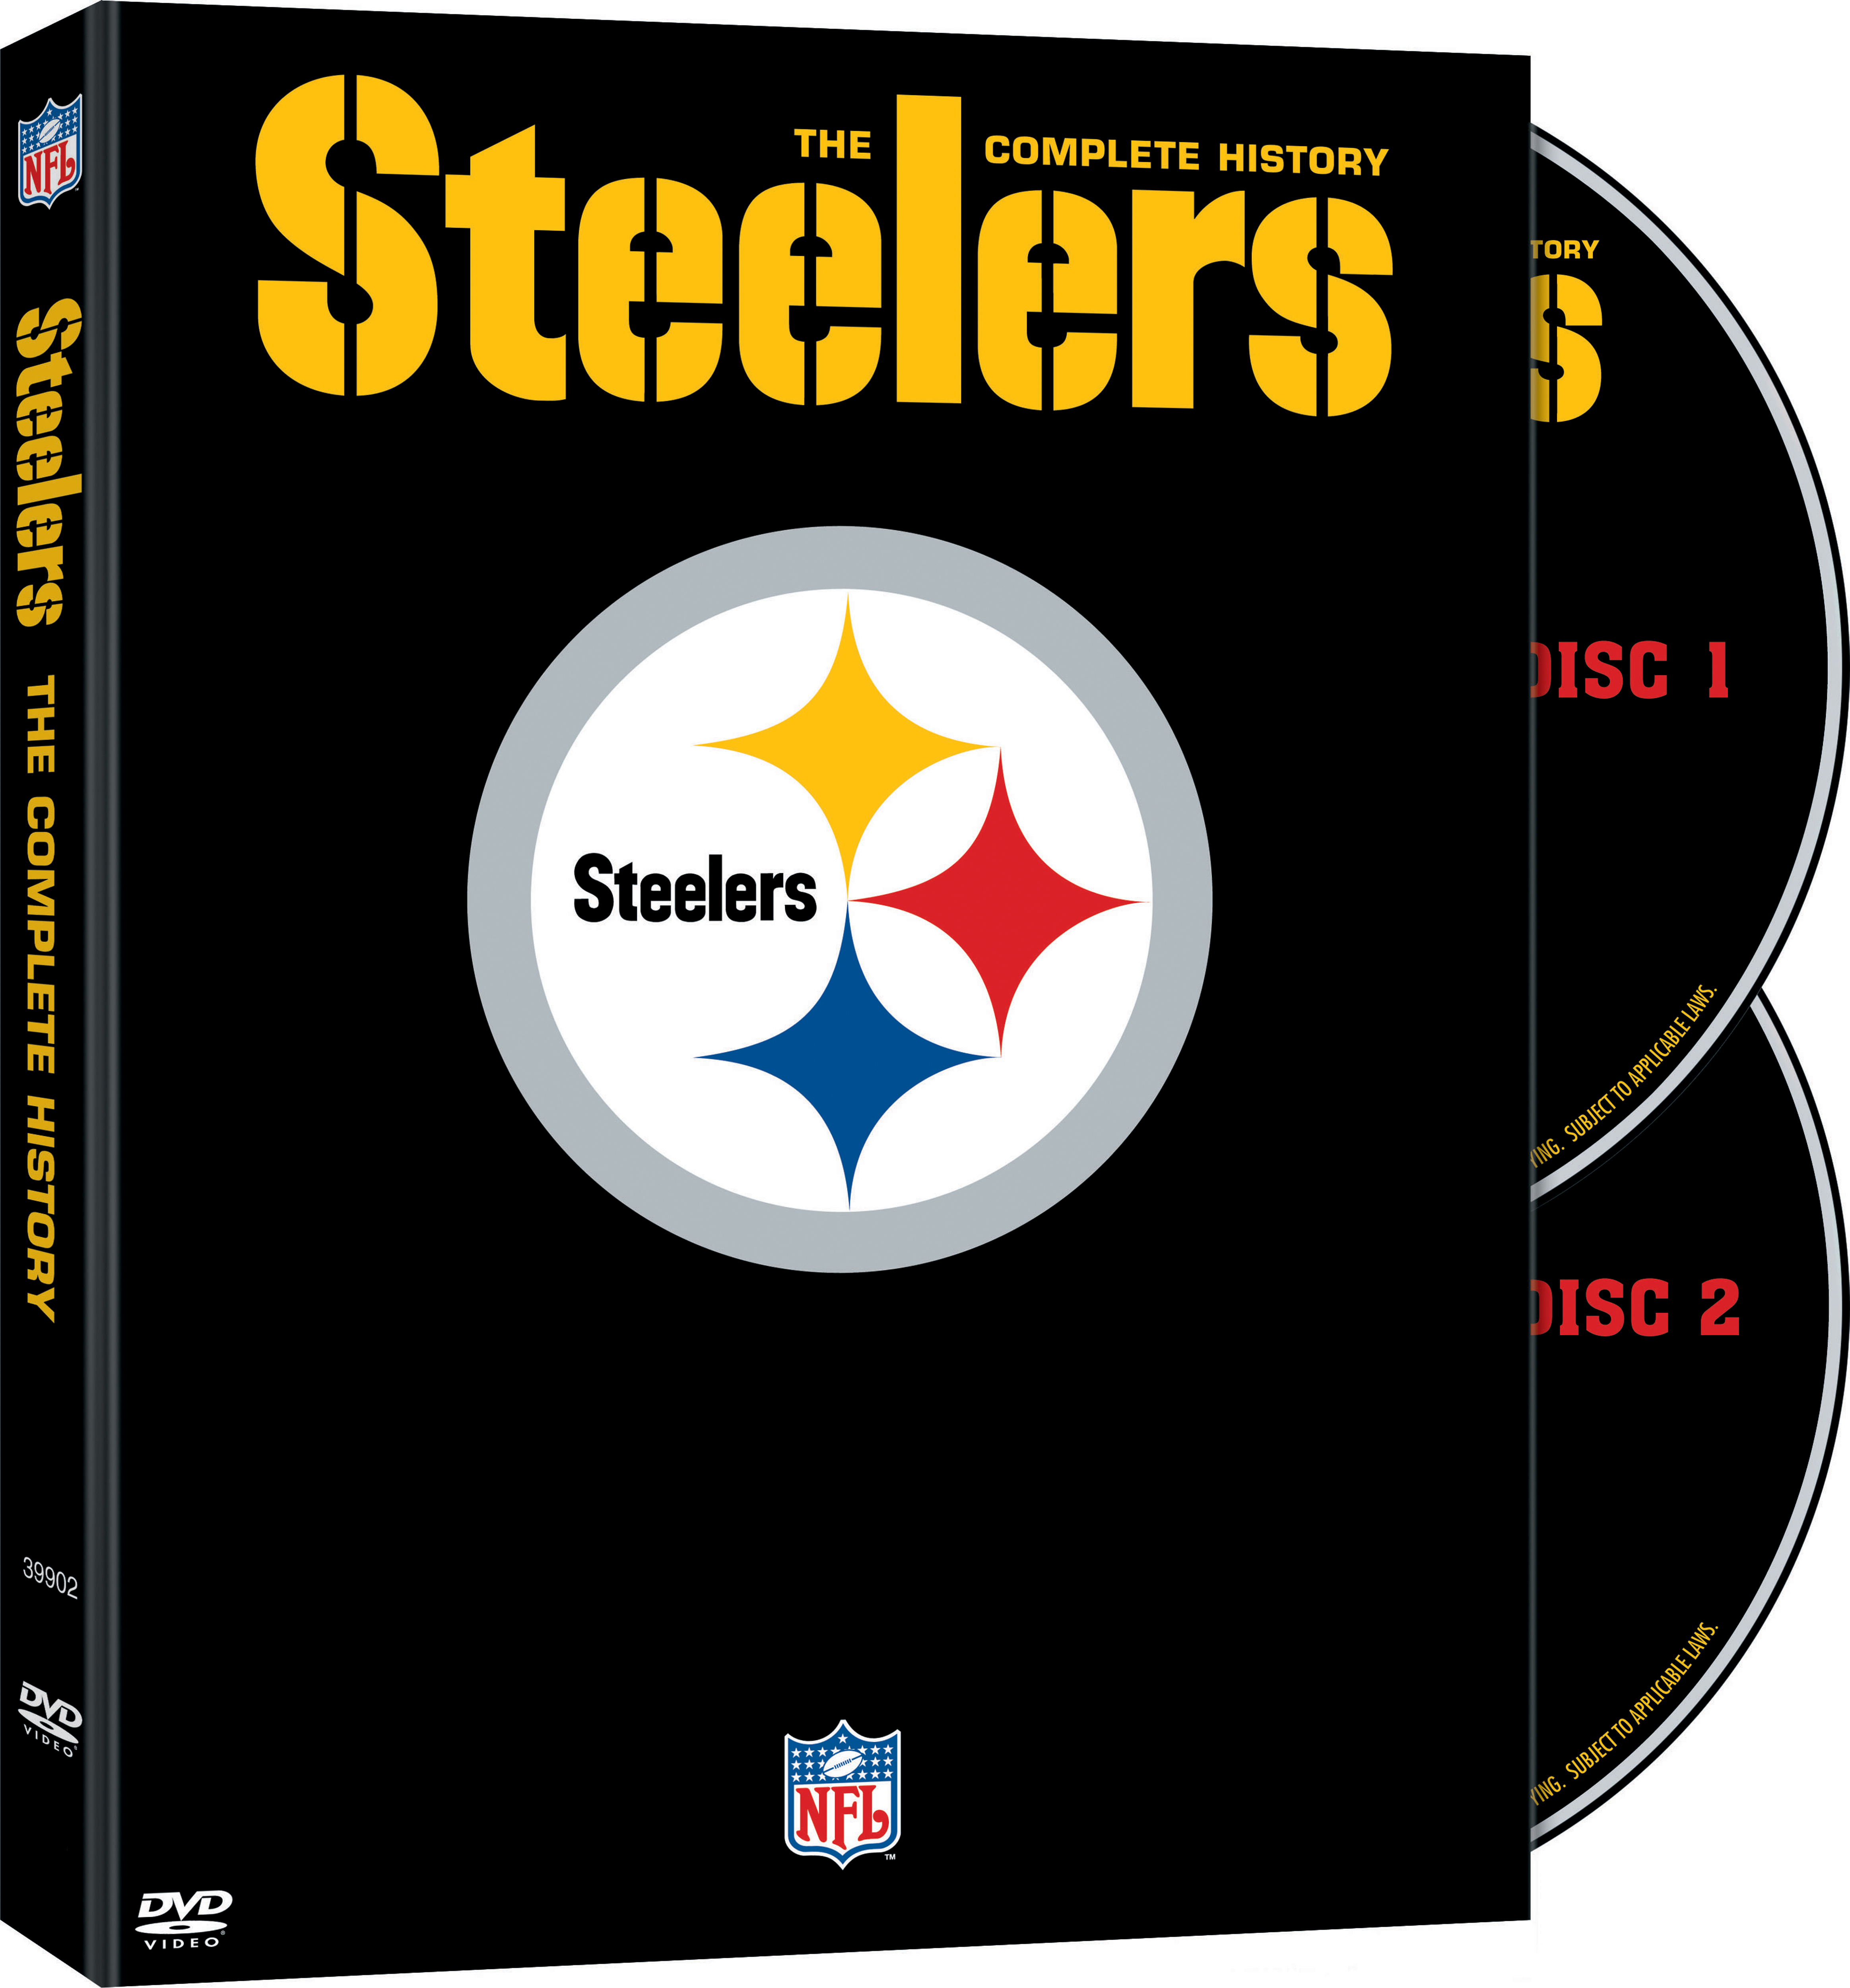 THE COMPLETE HISTORY
Steelers
Steelers
NFL
TM
DVD
VIDEO
NFL
Steelers THE COMPLETE HISTORY
39902
DVD
VIDEO
TORY
S
DISC 1
YING. SUBJECT TO APPLICABLE LAWS.
DISC 2
YING. SUBJECT TO APPLICABLE LAWS.